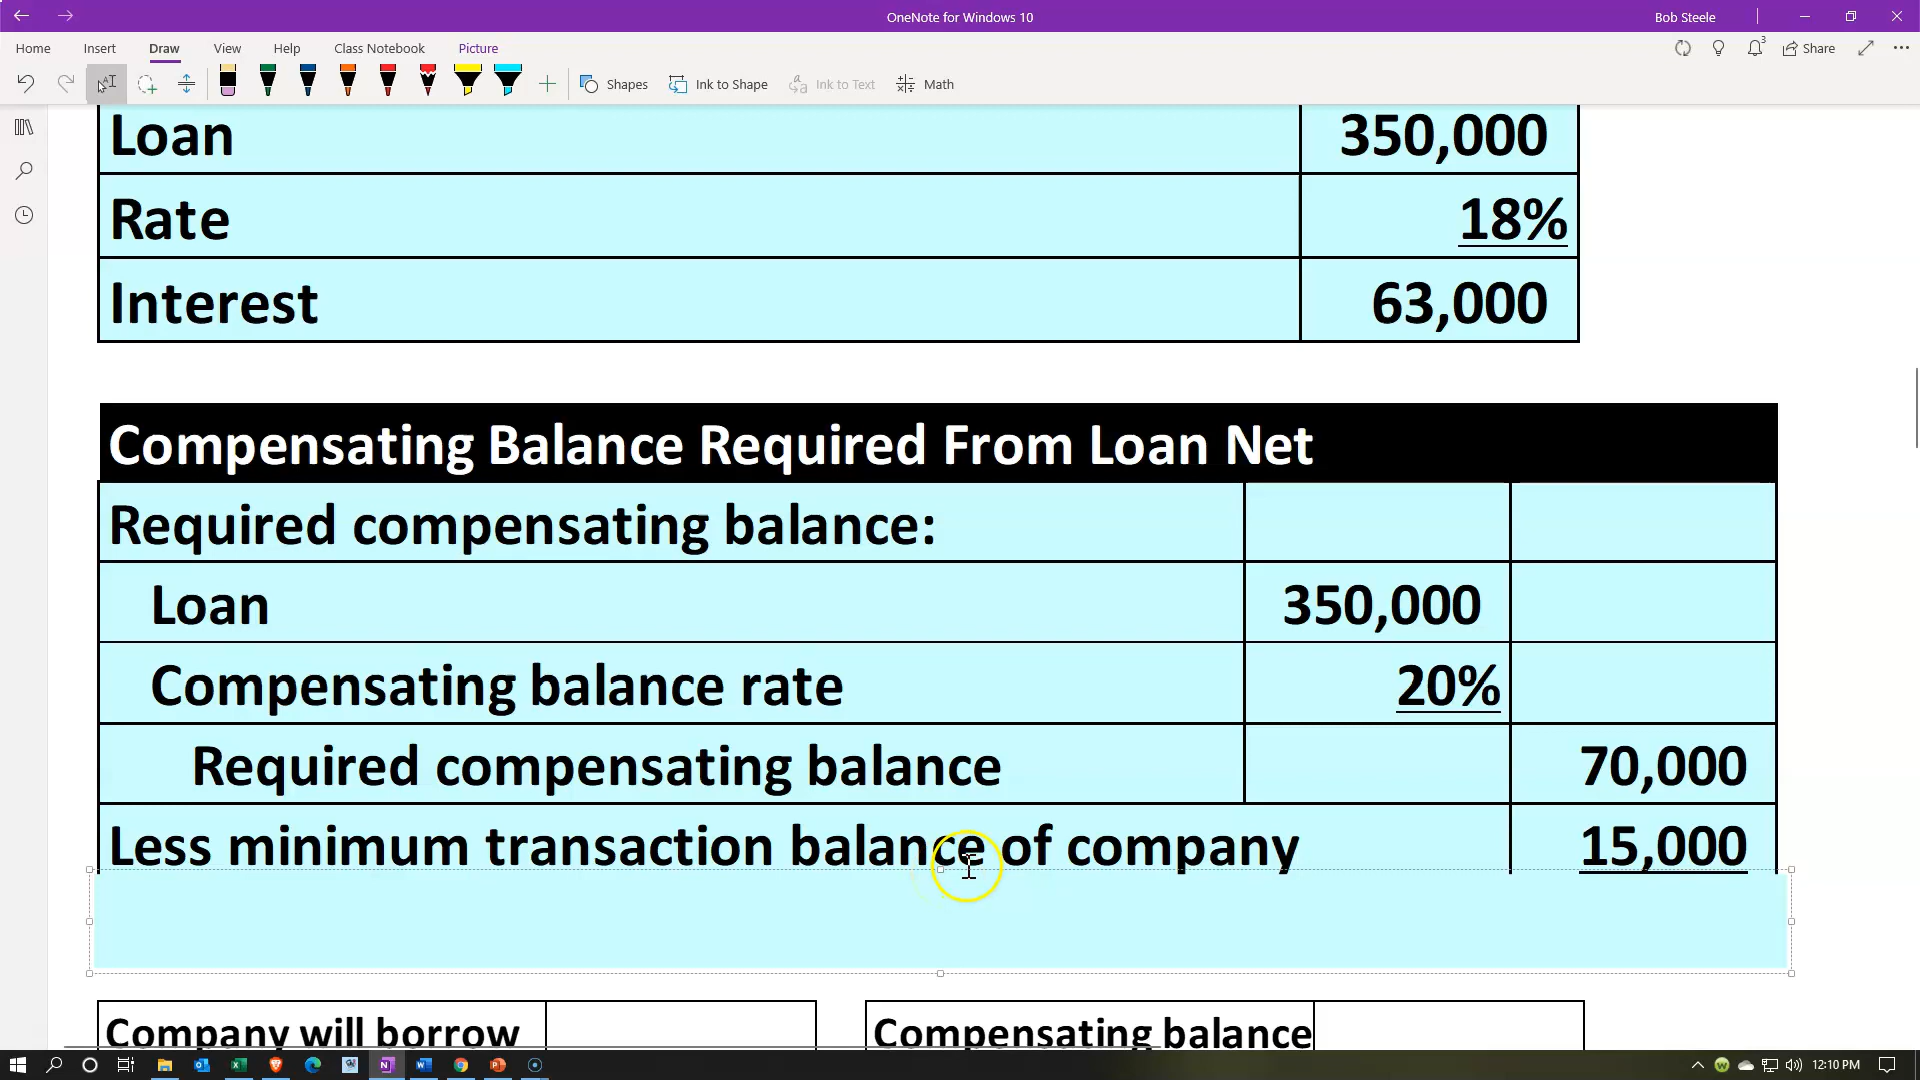 OneNote for Windows 10
Bob Steele
Home Insert Draw View Help Class Notebook Picture
3
Share
Shapes Ink to Shape Ink to Text Math
Loan 350,000
Rate 18%
Interest 63,000
Compensating Balance Required From Loan Net
Required compensating balance:
Loan 350,000
Compensating balance rate 20%
Required compensating balance 70,000
Less minimum transaction balance of company 15,000
Company will borrow
Compensating balance
12:10 PM